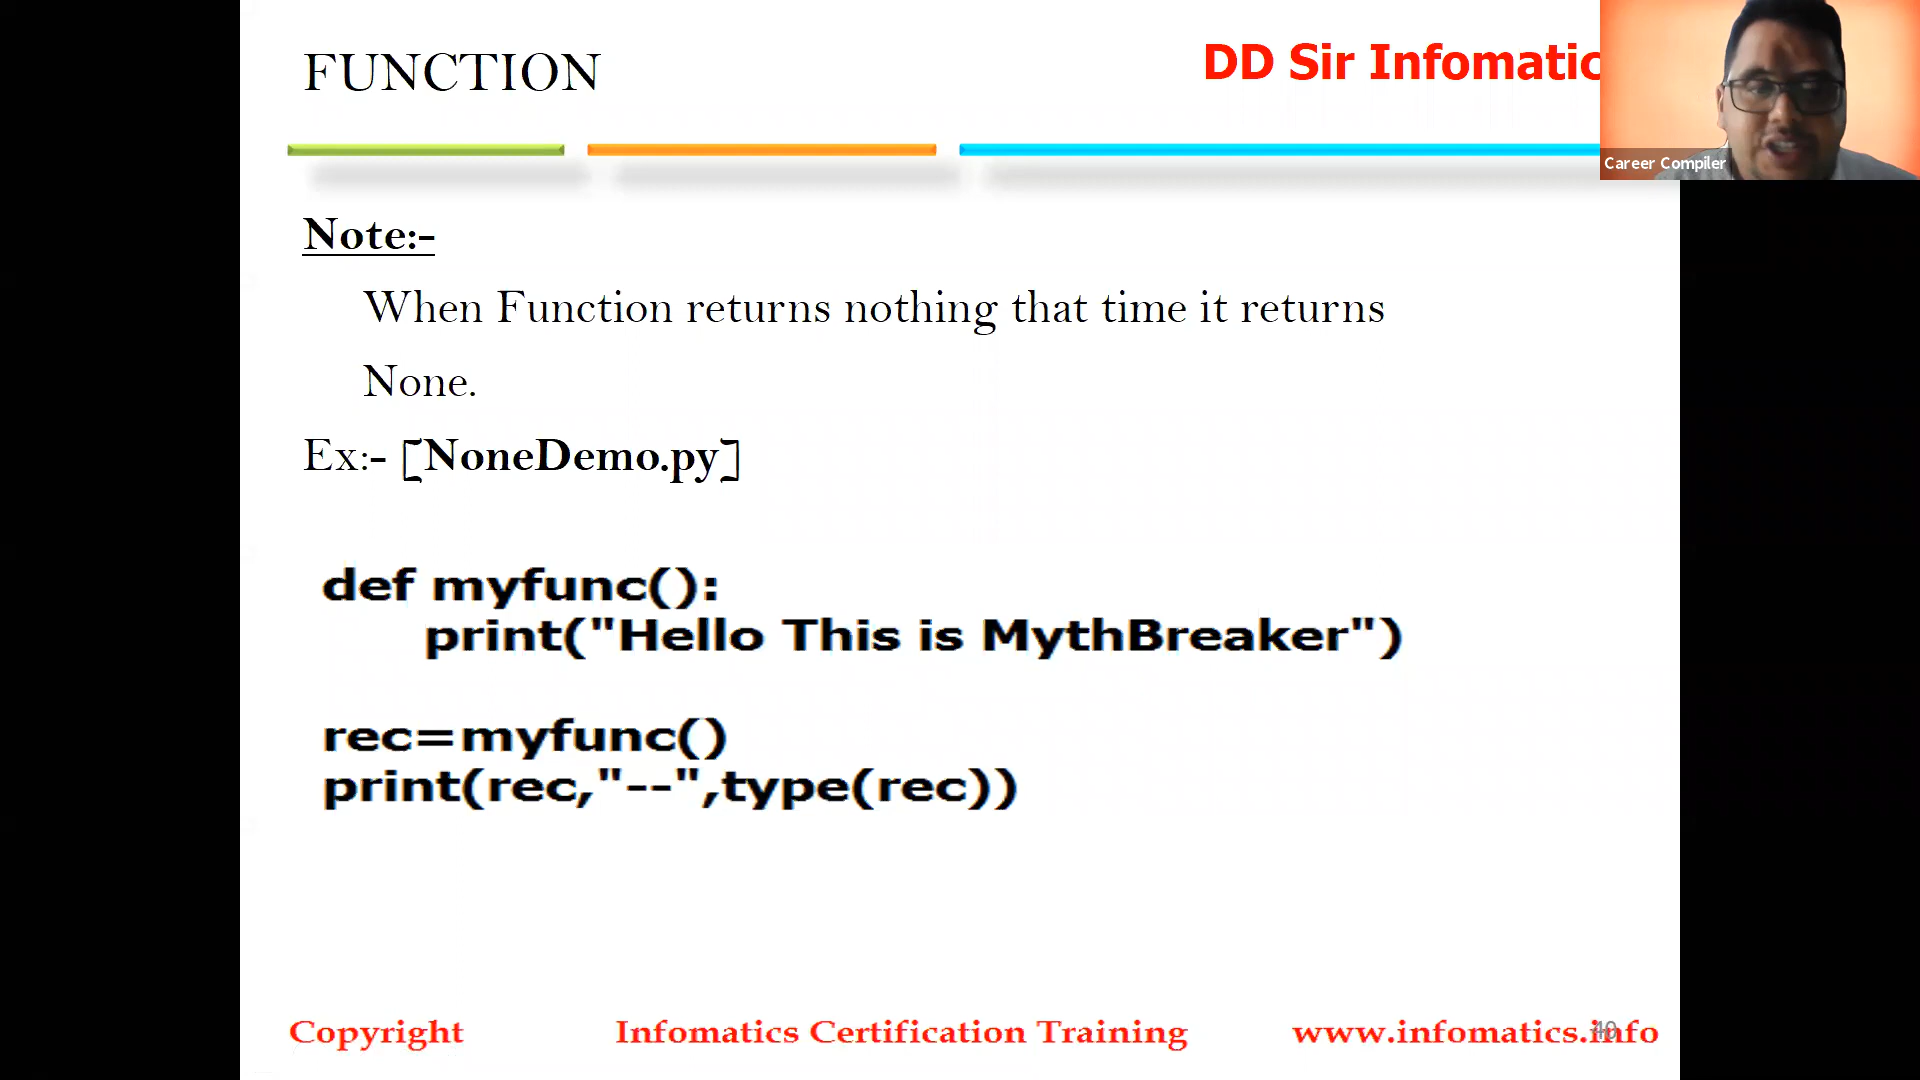 FUNCTION
DD Sir Infomatic
Career Compiler
Note:-
When Function returns nothing that time it returns
None.
Ex:- [NoneDemo.py]
def myfunc():
print("Hello This is MythBreaker")
rec=myfunc()
print(rec,"--",type(rec))
Copyright
Infomatics Certification Training
www.infomatics.info
40